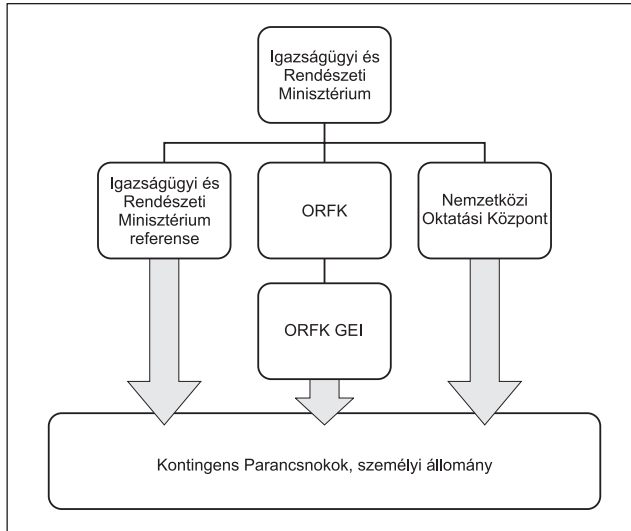 Igazságügyi és
Rendészeti
Minisztérium
Igazságügyi és
Rendészeti
Minisztérium
referense
ORFK
Nemzetközi
Oktatási Központ
ORFK GEI
Kontingens Parancsnokok, személyi állomány